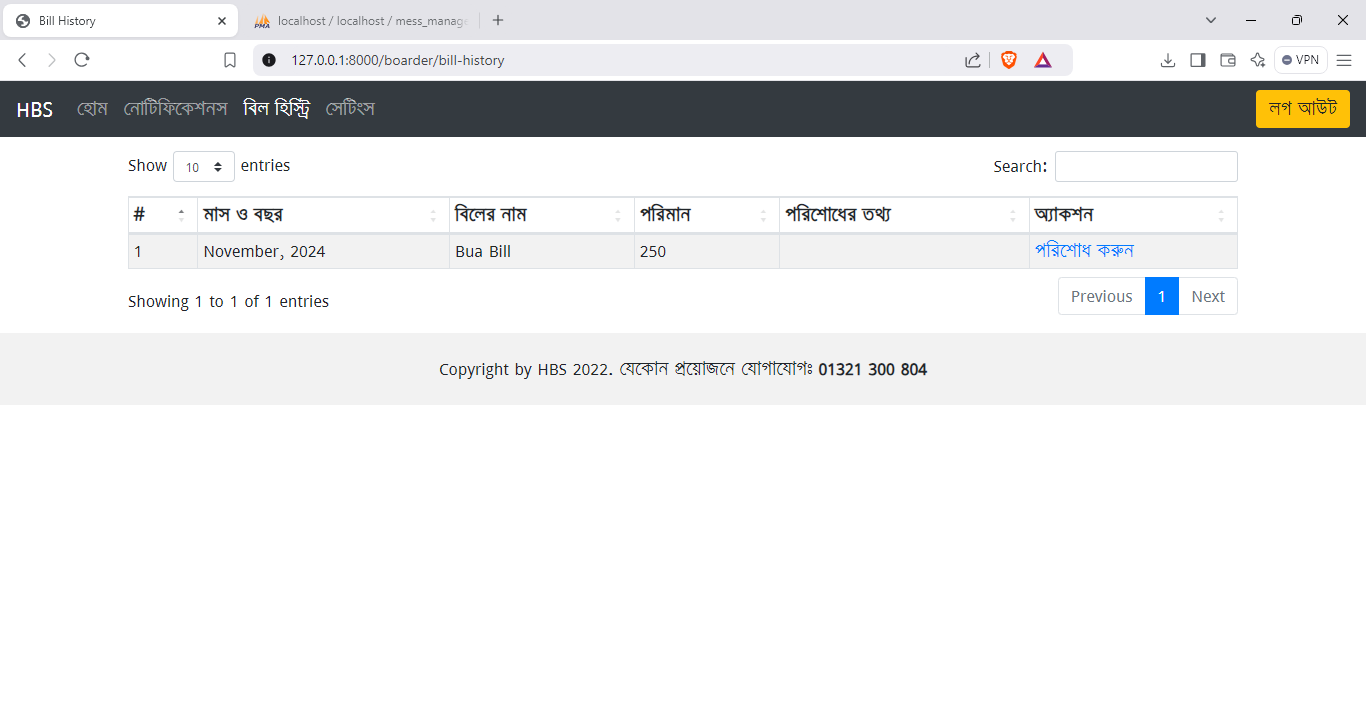 Bill History
localhost / localhost / mess_manage
127.0.0.1:8000/boarder/bill-history
VPN
HBS হোম নোটিফিকেশনস বিল হিস্ট্রি সেটিংস লগ আউট
Show 10 entries Search:
# মাস ও বছর বিলের নাম পরিমান পরিশোধের তথ্য অ্যাকশন
1 November, 2024 Bua Bill 250 পরিশোধ করুন
Showing 1 to 1 of 1 entries Previous 1 Next
Copyright by HBS 2022. যেকোন প্রয়োজনে যোগাযোগঃ 01321 300 804